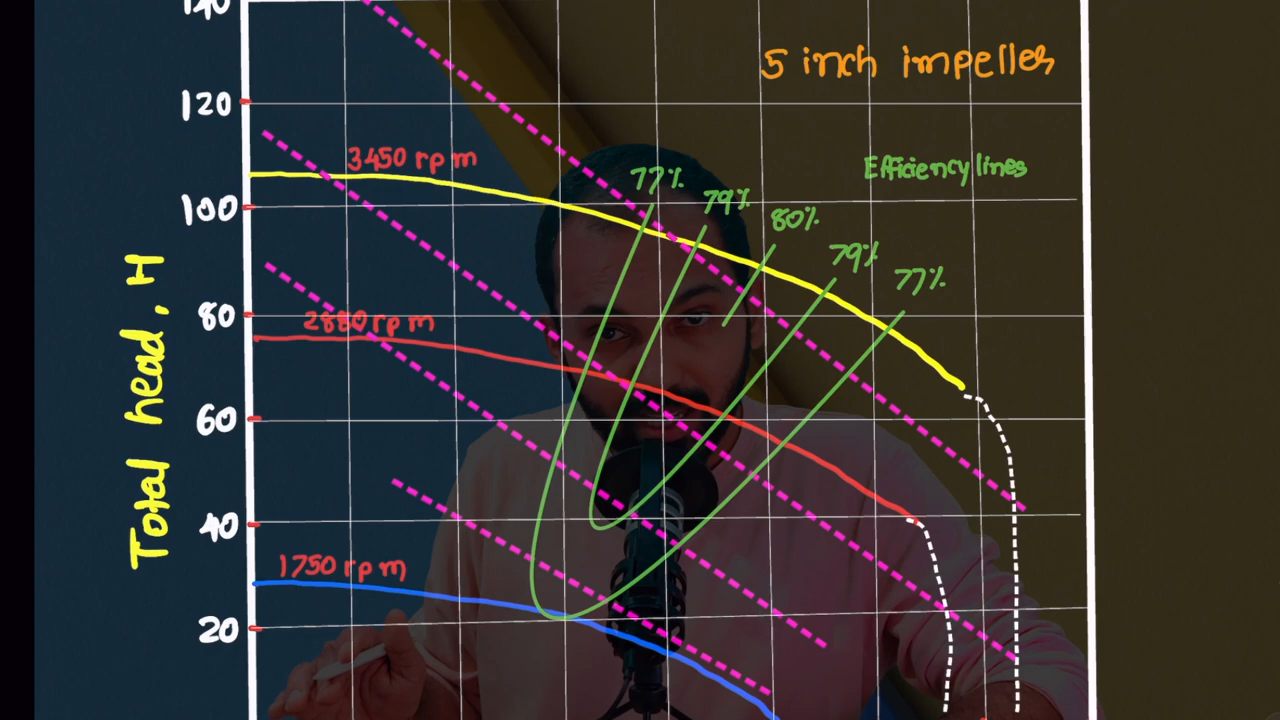 140
5 inch impeller
120
3450 rpm
Efficiency lines
77%
79%
80%
79%
77%
100
Total head, H
80
2880 rpm
60
40
1750 rpm
20